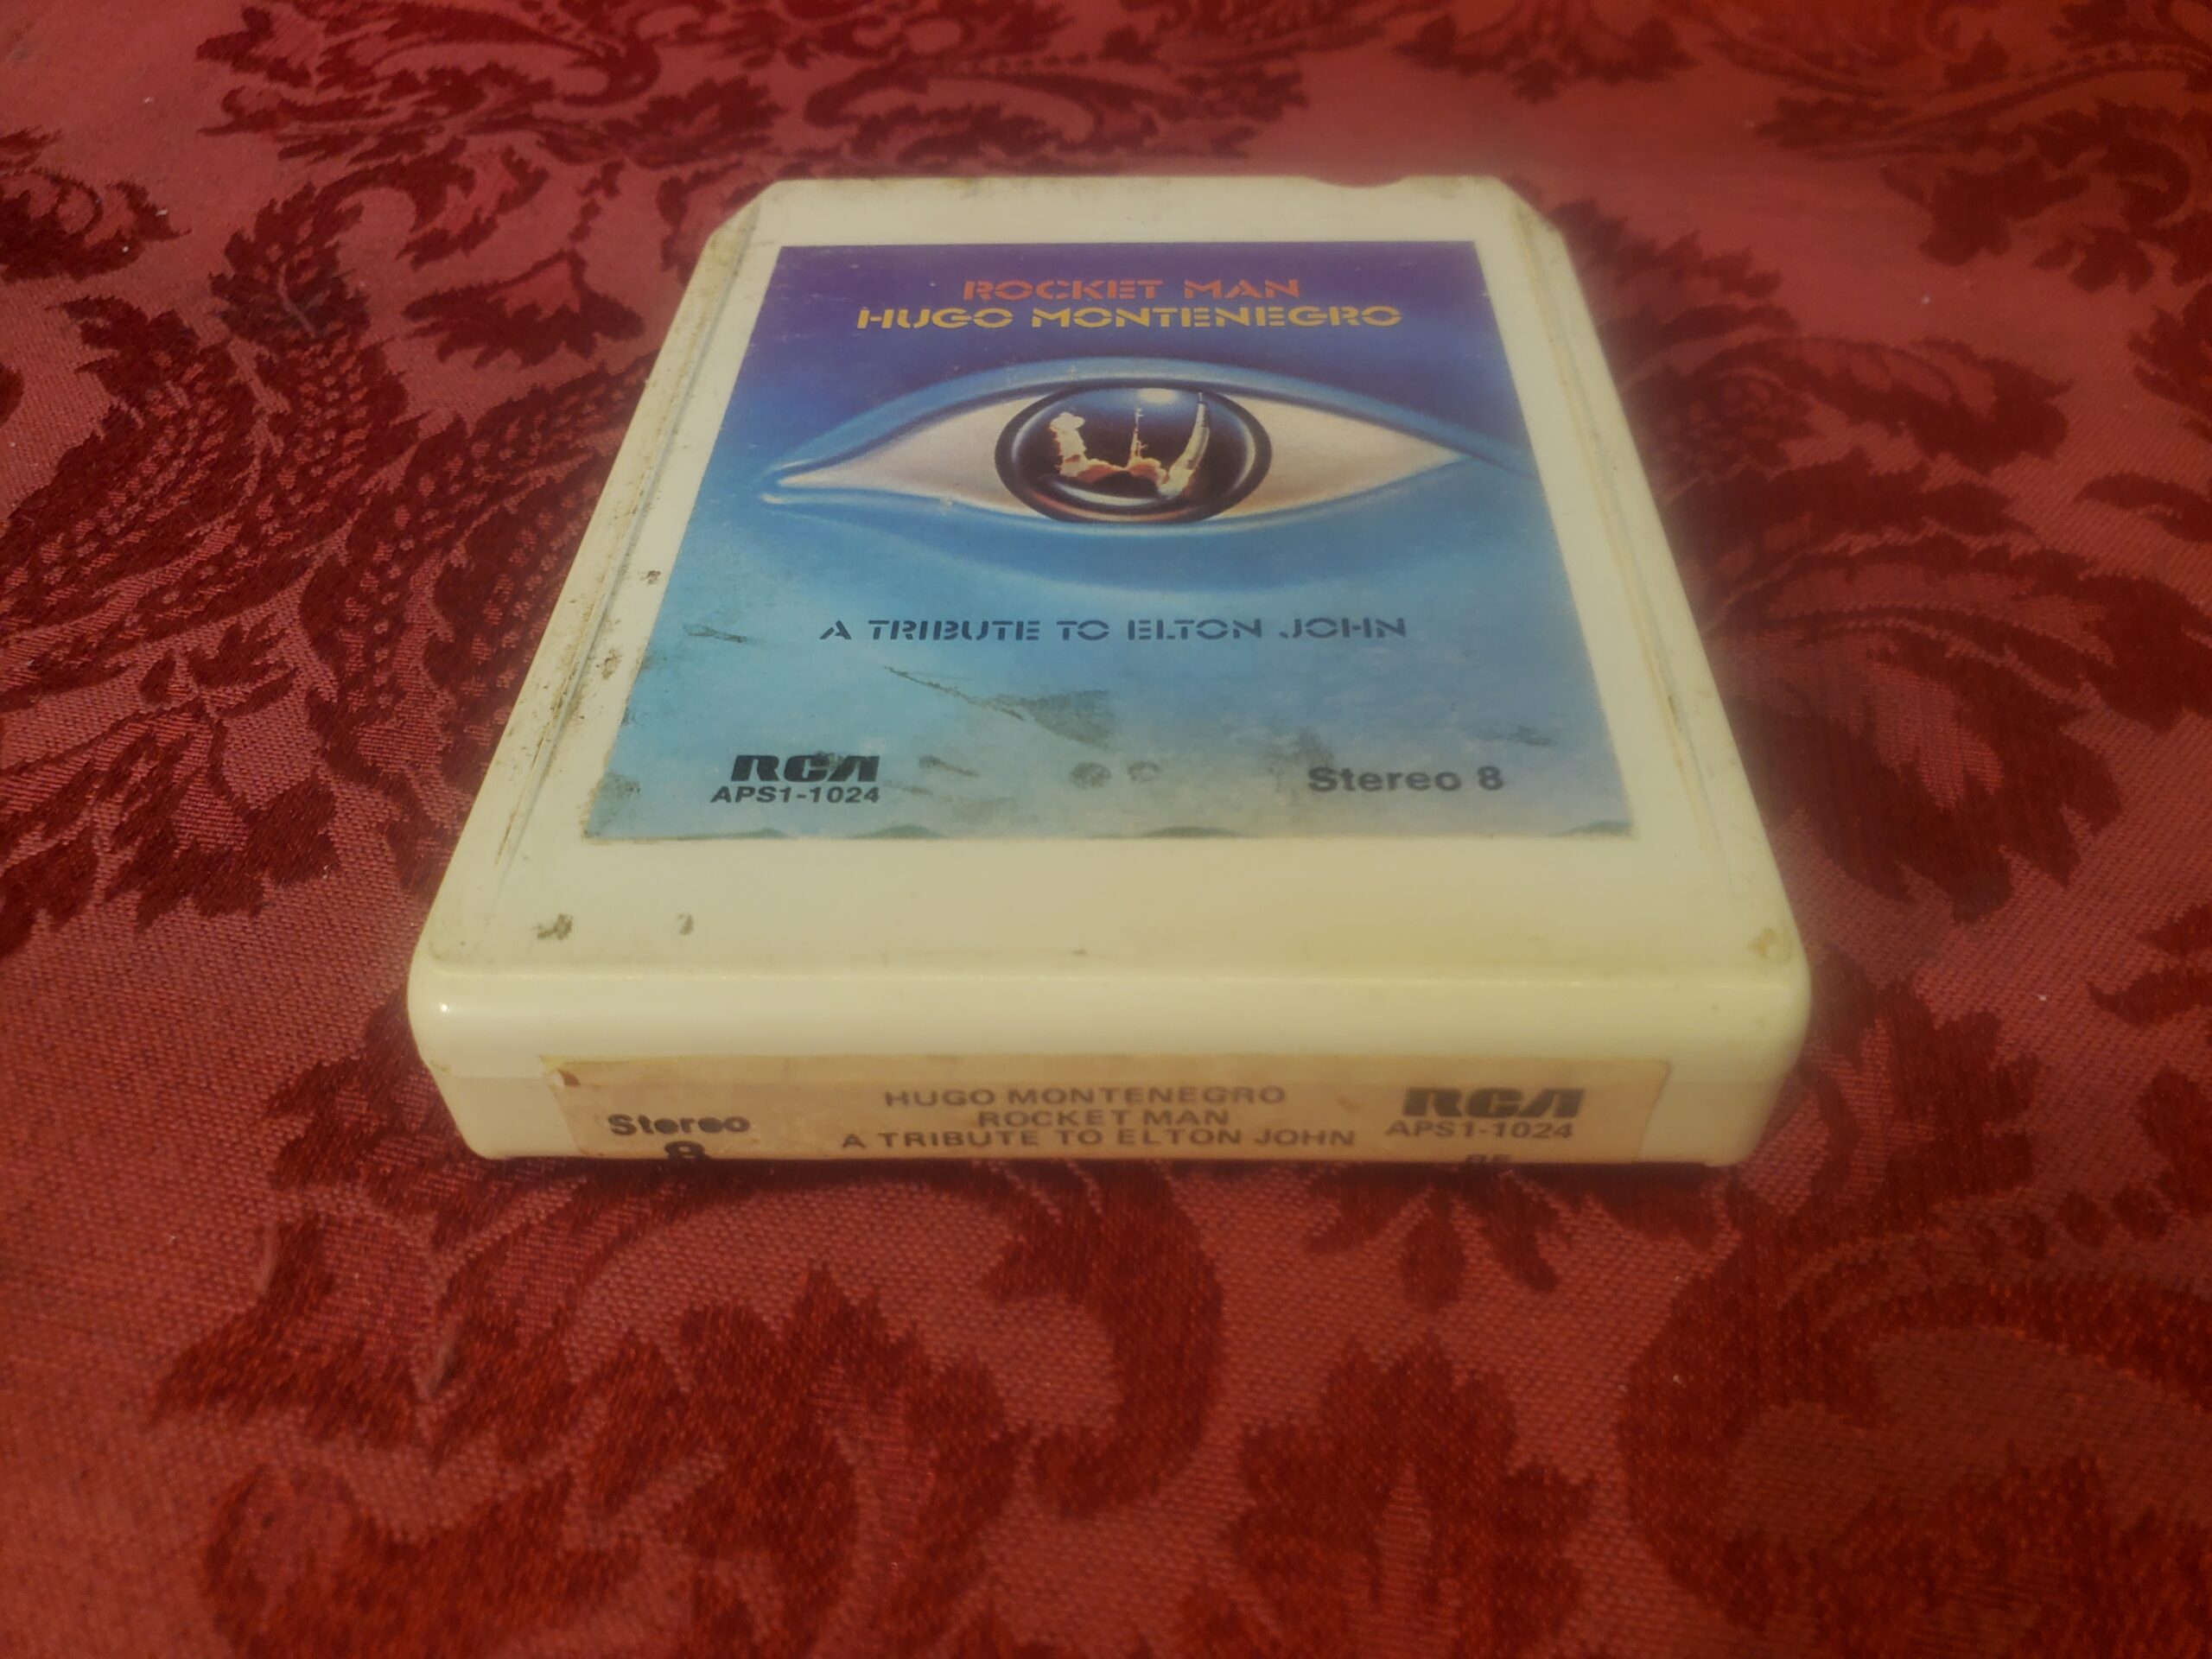 ROCKET MAN
HUGO MONTENEGRO
A TRIBUTE TO ELTON JOHN
RCA
APS1-1024
Stereo 8
Stereo
8
HUGO MONTENEGRO
ROCKET MAN
A TRIBUTE TO ELTON JOHN
RCA
APS1-1024